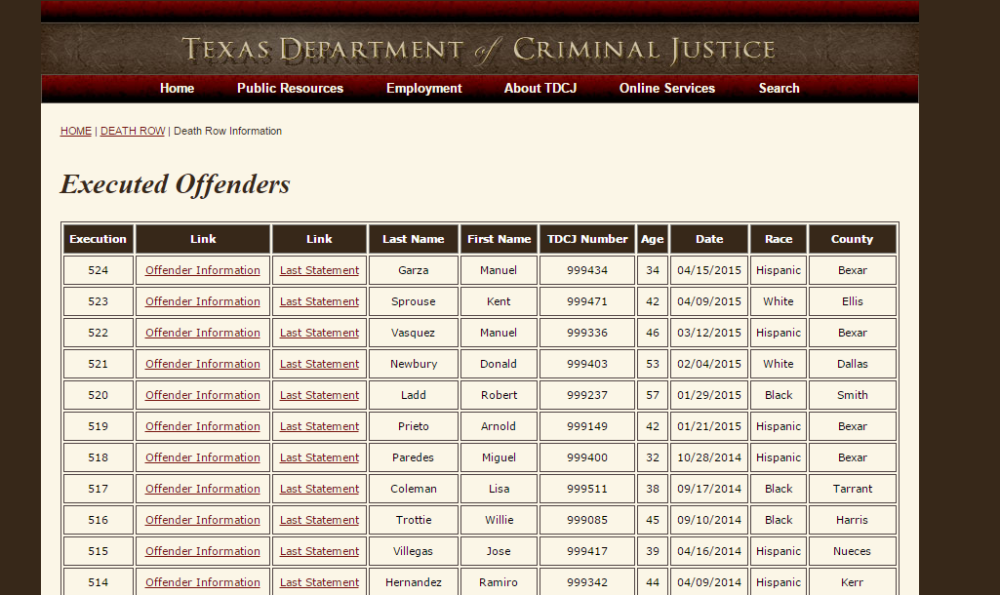 TEXAS DEPARTMENT of CRIMINAL JUSTICE
Home Public Resources Employment About TDCJ Online Services Search
HOME | DEATH ROW | Death Row Information
Executed Offenders
Execution Link Link Last Name First Name TDCJ Number Age Date Race County
524 Offender Information Last Statement Garza Manuel 999434 34 04/15/2015 Hispanic Bexar
523 Offender Information Last Statement Sprouse Kent 999471 42 04/09/2015 White Ellis
522 Offender Information Last Statement Vasquez Manuel 999336 46 03/12/2015 Hispanic Bexar
521 Offender Information Last Statement Newbury Donald 999403 53 02/04/2015 White Dallas
520 Offender Information Last Statement Ladd Robert 999237 57 01/29/2015 Black Smith
519 Offender Information Last Statement Prieto Arnold 999149 42 01/21/2015 Hispanic Bexar
518 Offender Information Last Statement Paredes Miguel 999400 32 10/28/2014 Hispanic Bexar
517 Offender Information Last Statement Coleman Lisa 999511 38 09/17/2014 Black Tarrant
516 Offender Information Last Statement Trottie Willie 999085 45 09/10/2014 Black Harris
515 Offender Information Last Statement Villegas Jose 999417 39 04/16/2014 Hispanic Nueces
514 Offender Information Last Statement Hernandez Ramiro 999342 44 04/09/2014 Hispanic Kerr